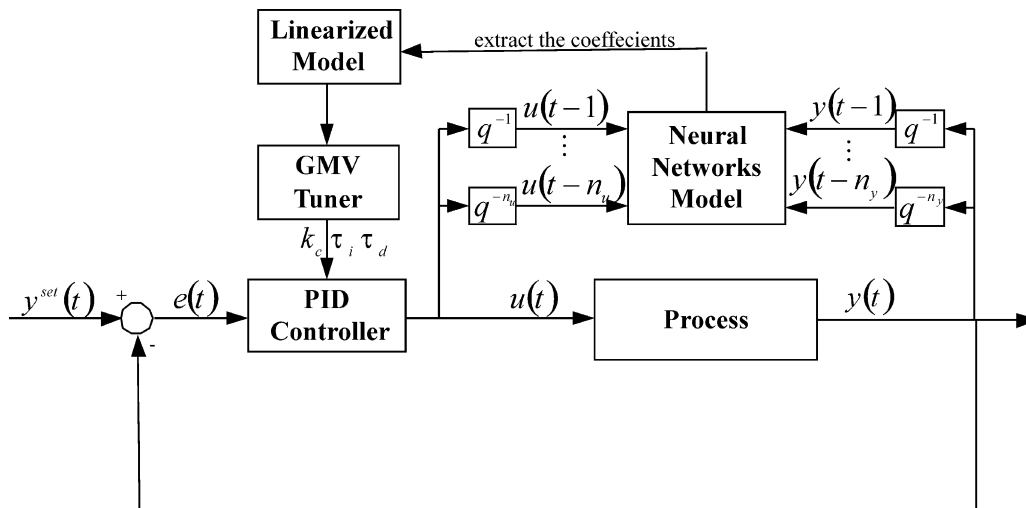 Linearized
Model
extract the coeffecients
q⁻¹
u(t−1)
⋮
q^{−n_u}
u(t−n_u)
Neural
Networks
Model
y(t−1)
q⁻¹
⋮
y(t−n_y)
q^{−n_y}
GMV
Tuner
k_c τ_i τ_d
y^{set}(t)
+
-
e(t)
PID
Controller
u(t)
Process
y(t)